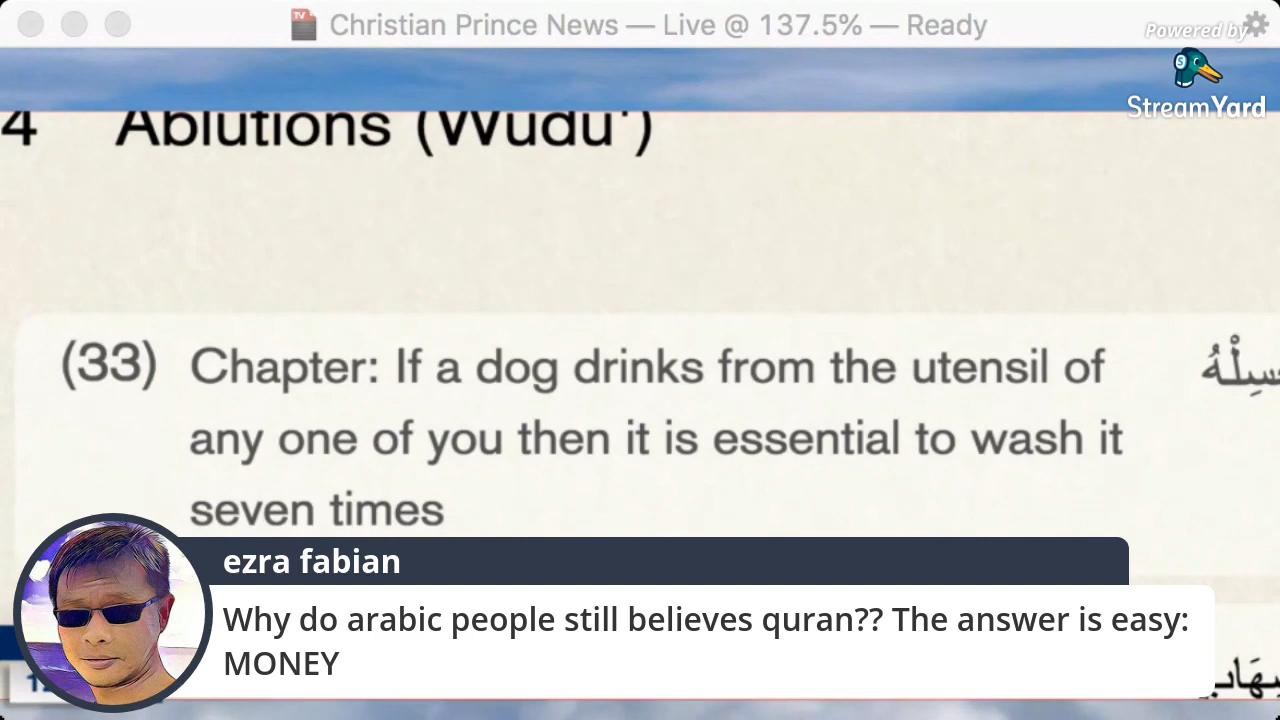 Christian Prince News — Live @ 137.5% — Ready
Powered by
StreamYard
4 Ablutions (Wudu')
(33) Chapter: If a dog drinks from the utensil of
any one of you then it is essential to wash it
seven times
ezra fabian
Why do arabic people still believes quran?? The answer is easy:
MONEY